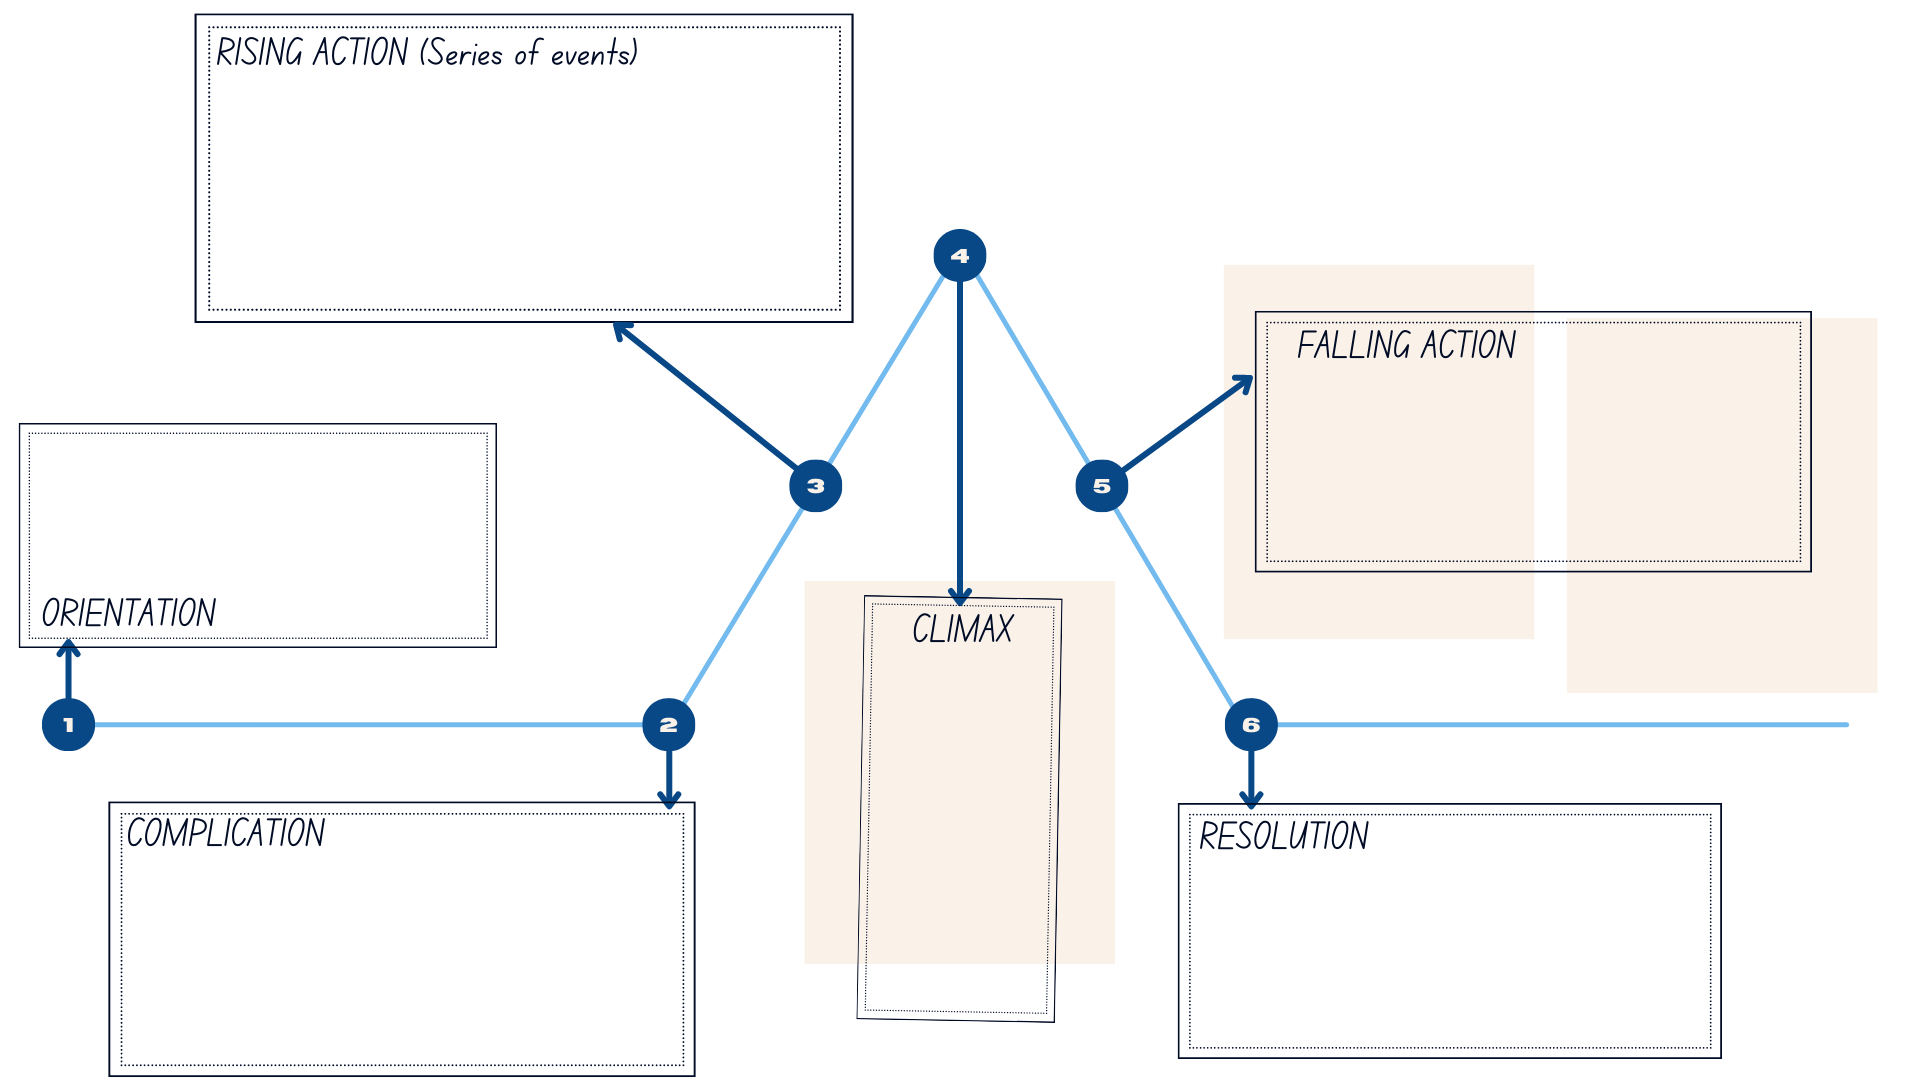 RISING ACTION (Series of events)
4
FALLING ACTION
3
5
ORIENTATION
CLIMAX
1
2
6
COMPLICATION
RESOLUTION